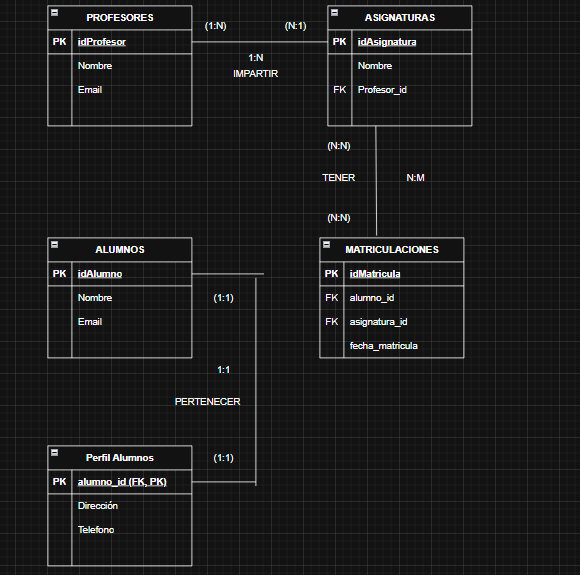 PROFESORES
PK idProfesor
Nombre
Email
(1:N)
(N:1)
1:N
IMPARTIR
ASIGNATURAS
PK idAsignatura
Nombre
FK Profesor_id
(N:N)
TENER
N:M
(N:N)
ALUMNOS
PK idAlumno
Nombre
Email
MATRICULACIONES
PK idMatricula
FK alumno_id
FK asignatura_id
fecha_matricula
(1:1)
1:1
PERTENECER
(1:1)
Perfil Alumnos
PK alumno_id (FK, PK)
Dirección
Telefono